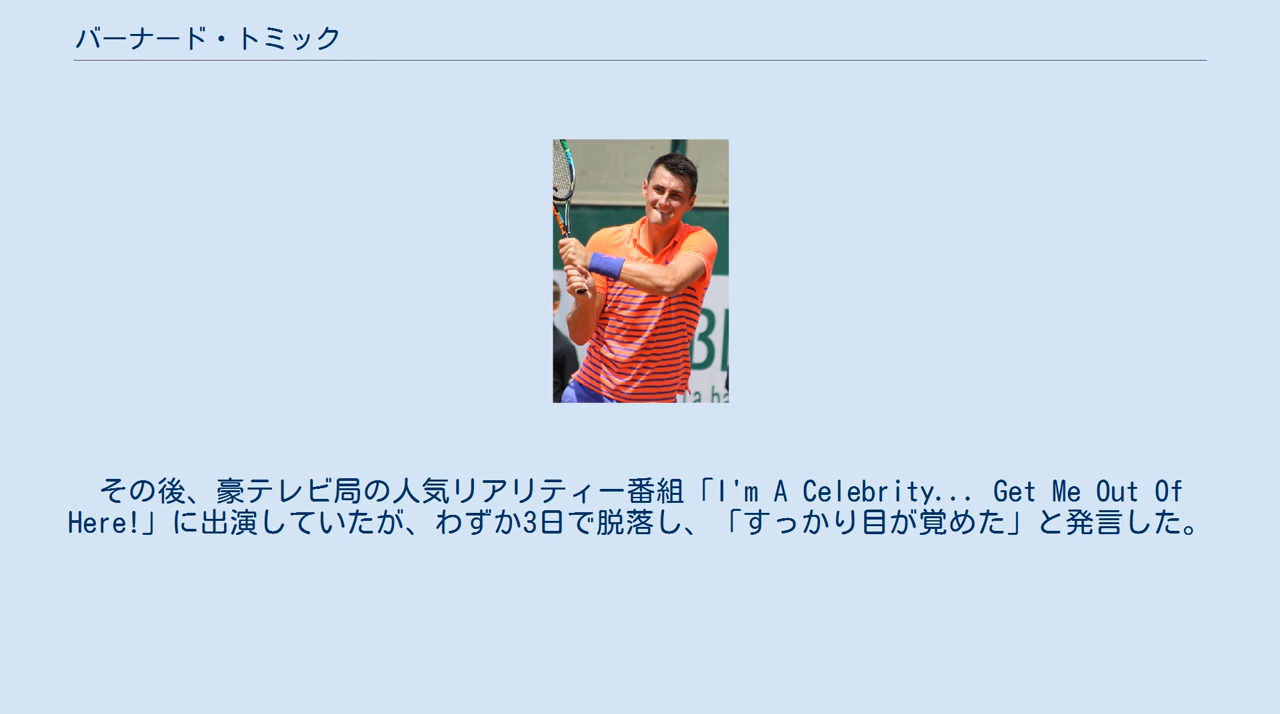 バーナード・トミック
その後、豪テレビ局の人気リアリティー番組「I'm A Celebrity... Get Me Out Of
Here!」に出演していたが、わずか3日で脱落し、「すっかり目が覚めた」と発言した。